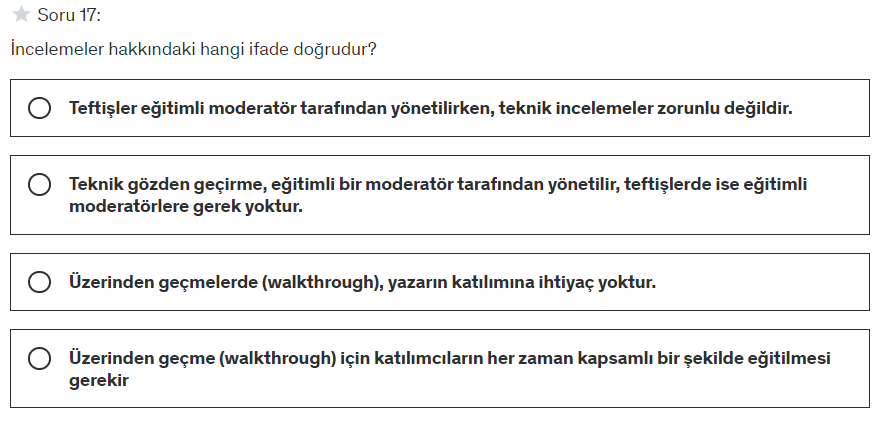 Soru 17:
İncelemeler hakkındaki hangi ifade doğrudur?
Teftişler eğitimli moderatör tarafından yönetilirken, teknik incelemeler zorunlu değildir.
Teknik gözden geçirme, eğitimli bir moderatör tarafından yönetilir, teftişlerde ise eğitimli
moderatörlere gerek yoktur.
Üzerinden geçmelerde (walkthrough), yazarın katılımına ihtiyaç yoktur.
Üzerinden geçme (walkthrough) için katılımcıların her zaman kapsamlı bir şekilde eğitilmesi
gerekir